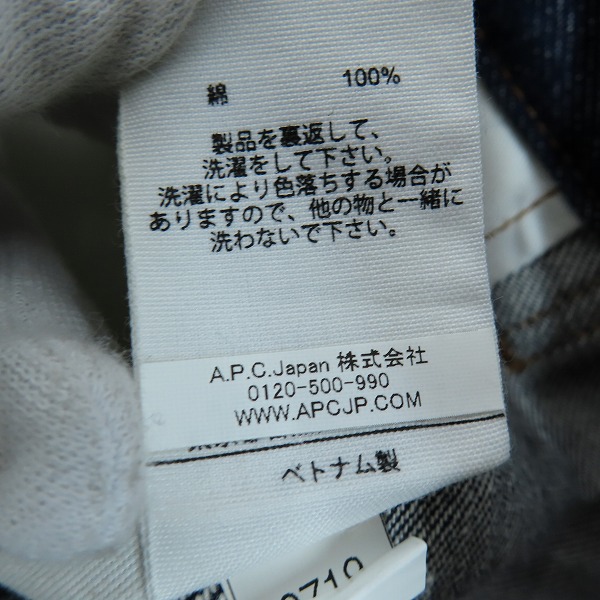 綿 100%
製品を裏返して、
洗濯をして下さい。
洗濯により色落ちする場合が
ありますので、他の物と一緒に
洗わないで下さい。
A.P.C.Japan 株式会社
0120-500-990
WWW.APCJP.COM
ベトナム製